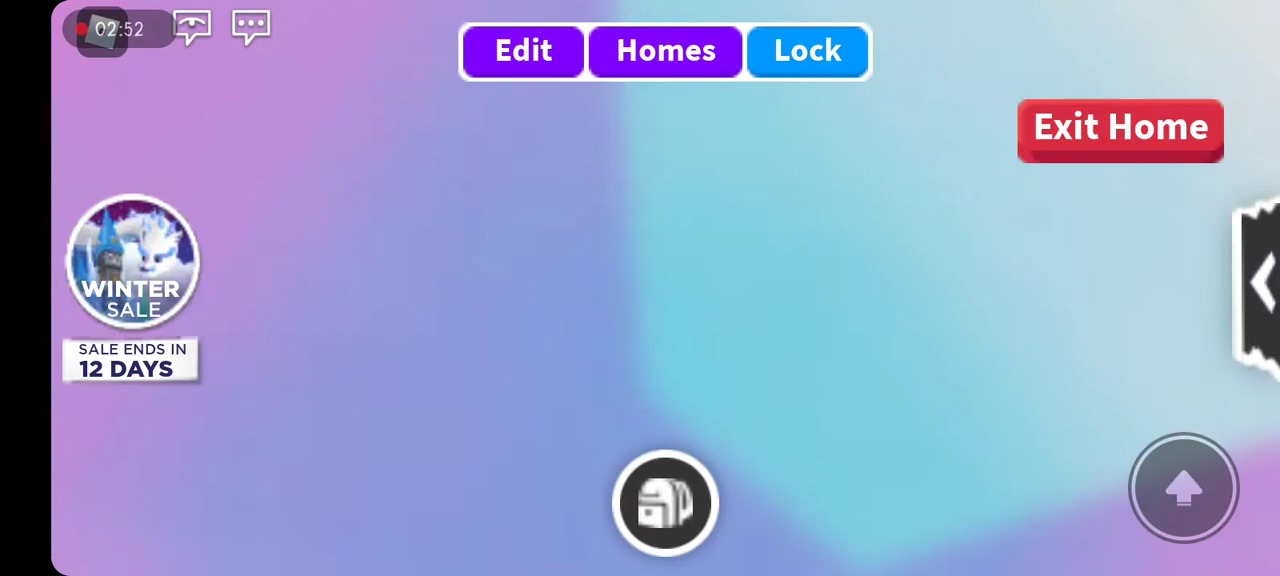 02:52
Edit
Homes
Lock
Exit Home
WINTER
SALE
SALE ENDS IN
12 DAYS